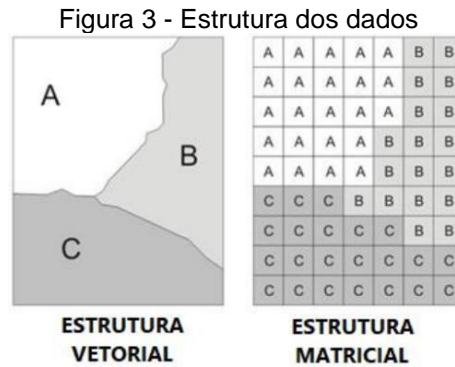 Figura 3 - Estrutura dos dados
A
B
C
ESTRUTURA
VETORIAL
A A A A A B B
A A A A A B B
A A A A A B B
A A A A B B B
A A A A B B B
C C C B B B B
C C C C C B B
C C C C C C C
C C C C C C C
ESTRUTURA
MATRICIAL